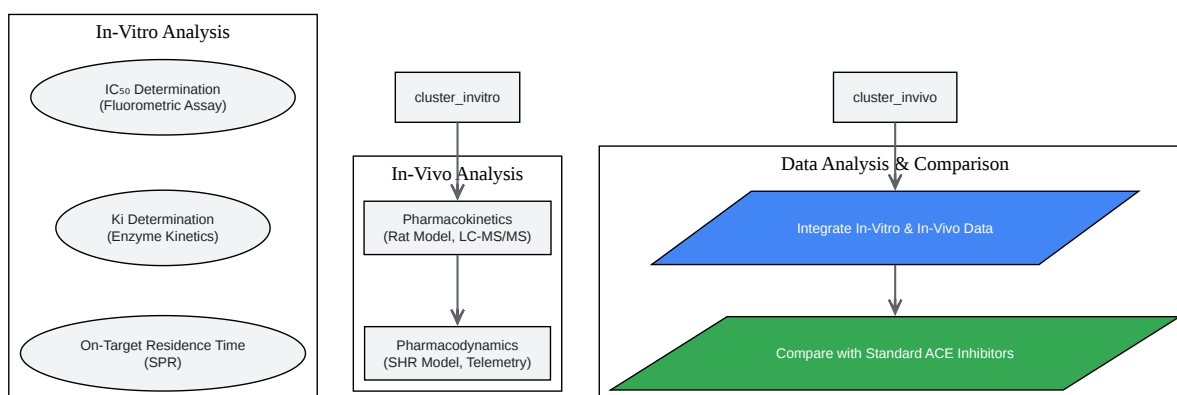 In-Vitro Analysis
IC₅₀ Determination
(Fluorometric Assay)
Ki Determination
(Enzyme Kinetics)
On-Target Residence Time
(SPR)
cluster_invitro
In-Vivo Analysis
Pharmacokinetics
(Rat Model, LC-MS/MS)
Pharmacodynamics
(SHR Model, Telemetry)
cluster_invivo
Data Analysis & Comparison
Integrate In-Vitro & In-Vivo Data
Compare with Standard ACE Inhibitors